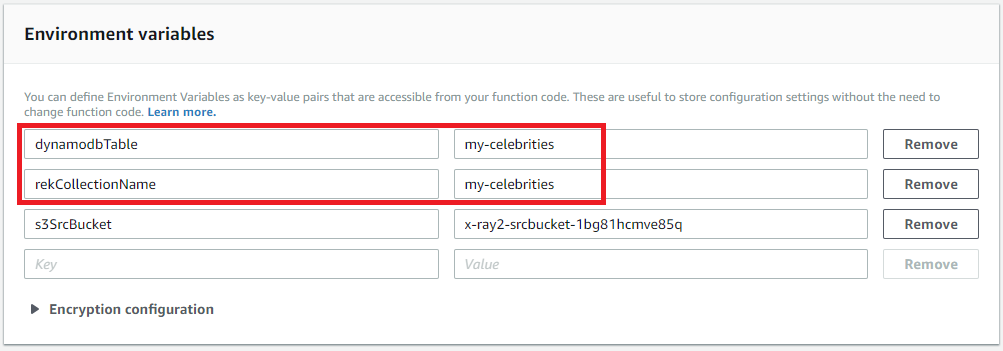 Environment variables
You can define Environment Variables as key-value pairs that are accessible from your function code. These are useful to store configuration settings without the need to
change function code. Learn more.
dynamodbTable my-celebrities Remove
rekCollectionName my-celebrities Remove
s3SrcBucket x-ray2-srcbucket-1bg81hcmve85q Remove
Key Value Remove
Encryption configuration